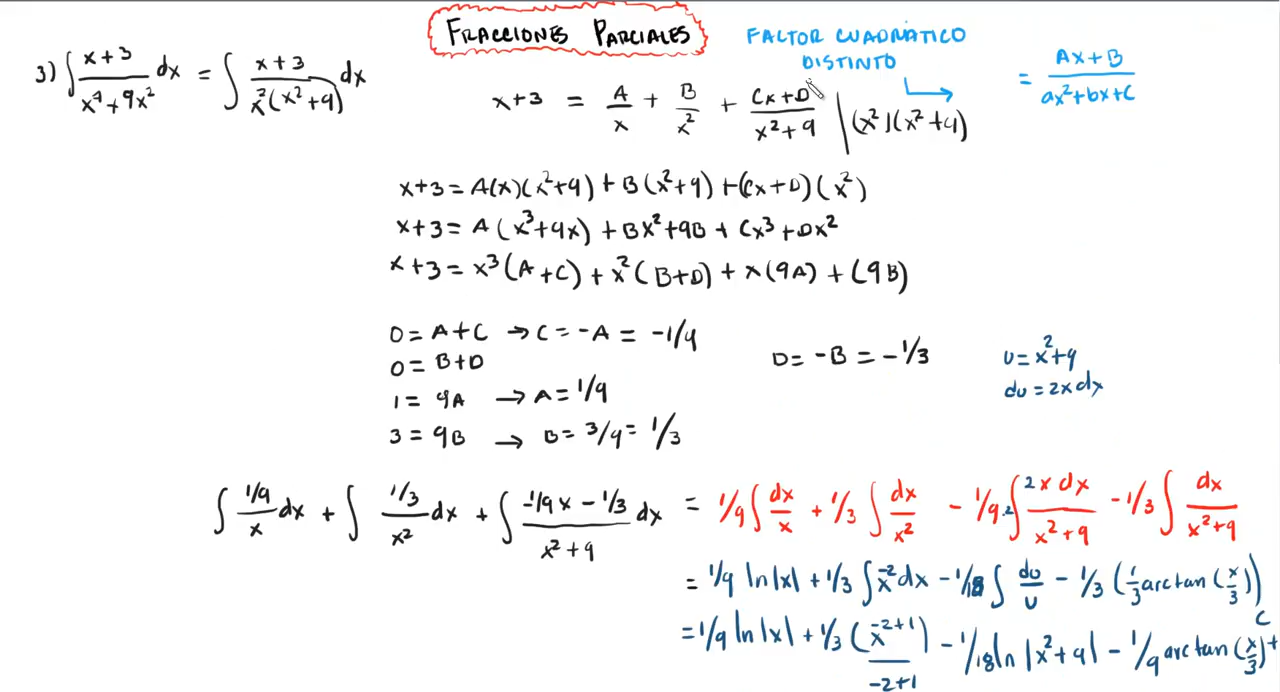 FRACCIONES PARCIALES
FACTOR CUADRÁTICO
DISTINTO
= Ax+B / ax²+bx+c
3) ∫ x+3 / x⁴+9x² dx = ∫ x+3 / x²(x²+9) dx
x+3 = A/x + B/x² + Cx+D / x²+9 | (x²)(x²+9)
x+3 = A(x)(x²+9) + B(x²+9) + (Cx+D)(x²)
x+3 = A(x³+9x) + Bx²+9B + Cx³+Dx²
x+3 = x³(A+C) + x²(B+D) + x(9A) + (9B)
0 = A+C → C = -A = -1/9
0 = B+D
1 = 9A → A = 1/9
3 = 9B → B = 3/9 = 1/3
D = -B = -1/3
u = x²+9
du = 2x dx
∫ 1/9 / x dx + ∫ 1/3 / x² dx + ∫ -1/9x - 1/3 / x²+9 dx = 1/9 ∫ dx/x + 1/3 ∫ dx/x² - 1/9·2 ∫ 2x dx / x²+9 - 1/3 ∫ dx / x²+9
= 1/9 ln|x| + 1/3 ∫ x⁻² dx - 1/18 ∫ du/u - 1/3 (1/3 arctan(x/3))
= 1/9 ln|x| + 1/3 (x⁻²⁺¹ / -2+1) - 1/18 ln|x²+9| - 1/9 arctan(x/3) + C